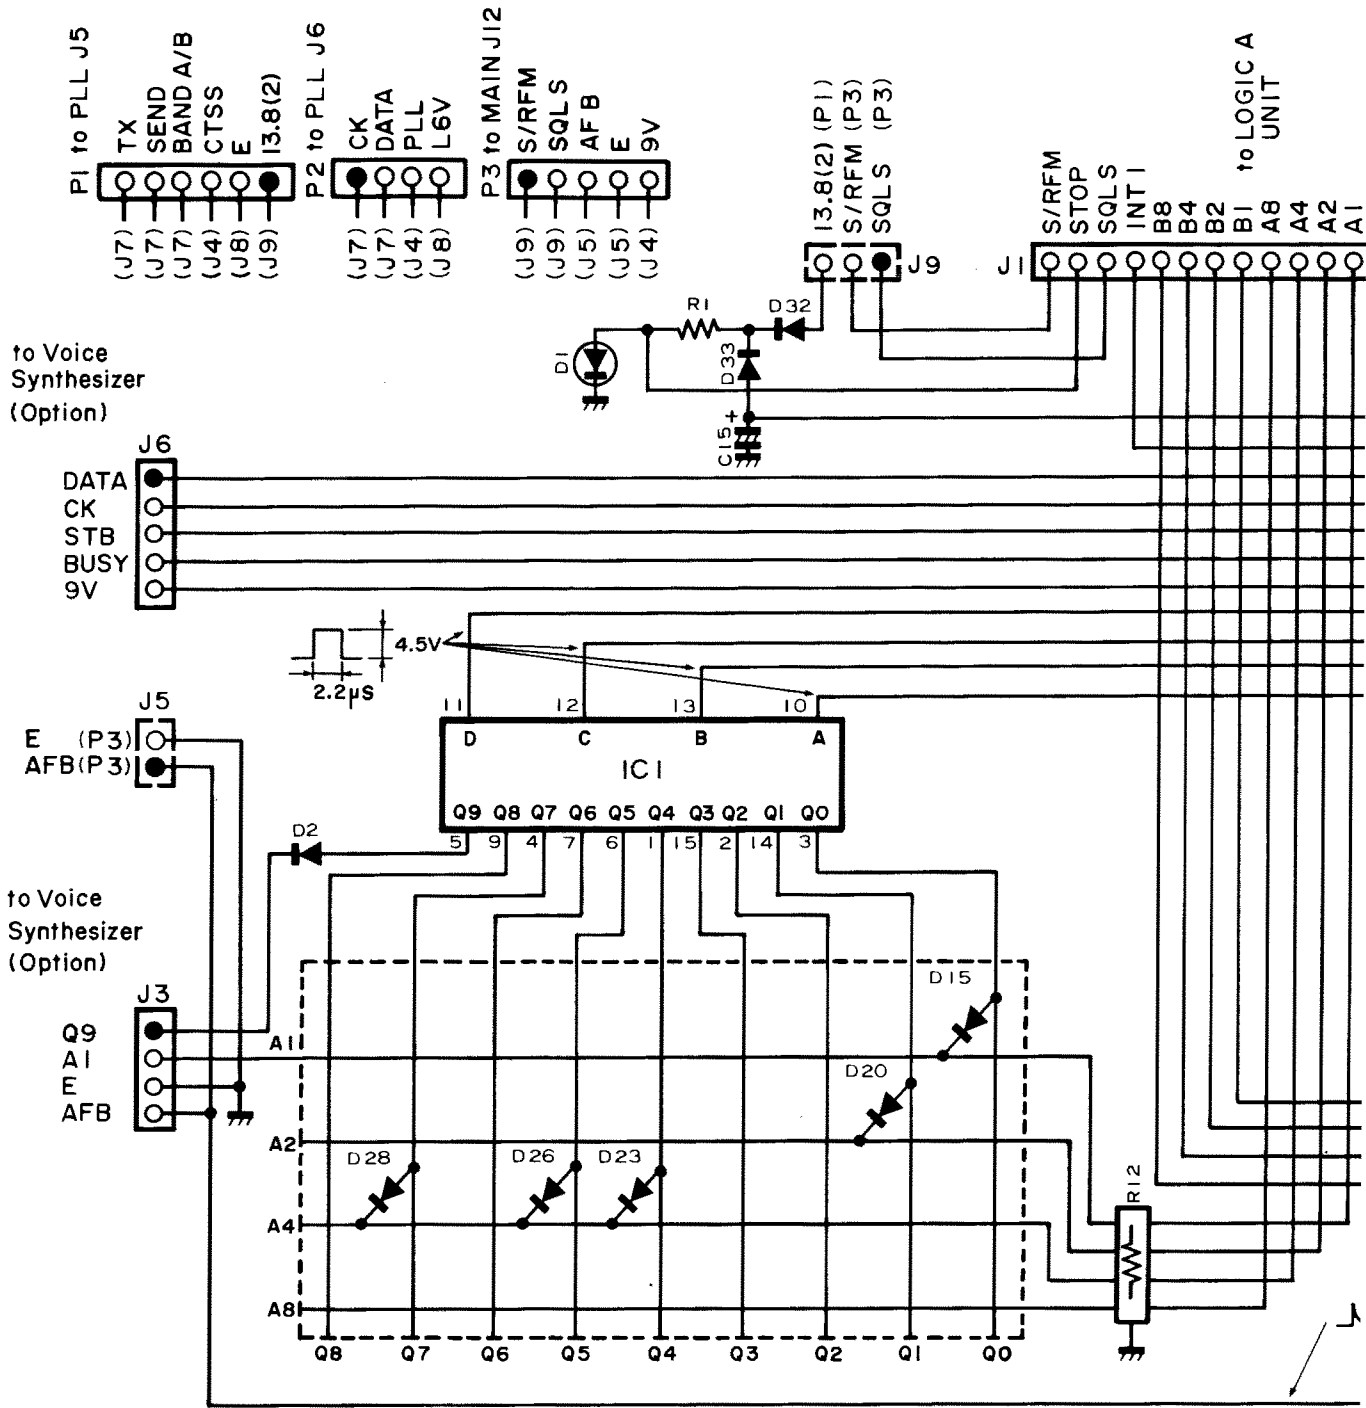 P1 to PLL J5
TX
SEND
BAND A/B
CTSS
E
13.8(2)
(J7)
(J7)
(J7)
(J4)
(J8)
(J9)
P2 to PLL J6
CK
DATA
PLL
L6V
(J7)
(J7)
(J4)
(J8)
P3 to MAIN J12
S/RFM
SQLS
AFB
E
9V
(J9)
(J9)
(J5)
(J5)
(J4)
13.8(2) (P1)
S/RFM (P3)
SQLS (P3)
J9
J1
S/RFM
STOP
SQLS
INT 1
B8
B4
B2
B1
A8
A4
A2
A1
to LOGIC A
UNIT
R1
D32
D1
D33
C15
+
to Voice
Synthesizer
(Option)
J6
DATA
CK
STB
BUSY
9V
4.5V
2.2µS
J5
E (P3)
AFB(P3)
11
12
13
10
D
C
B
A
IC1
Q9
Q8
Q7
Q6
Q5
Q4
Q3
Q2
Q1
Q0
5
9
4
7
6
1
15
2
14
3
D2
to Voice
Synthesizer
(Option)
J3
Q9
A1
E
AFB
A1
A2
A4
A8
D15
D20
D28
D26
D23
R12
Q8
Q7
Q6
Q5
Q4
Q3
Q2
Q1
Q0